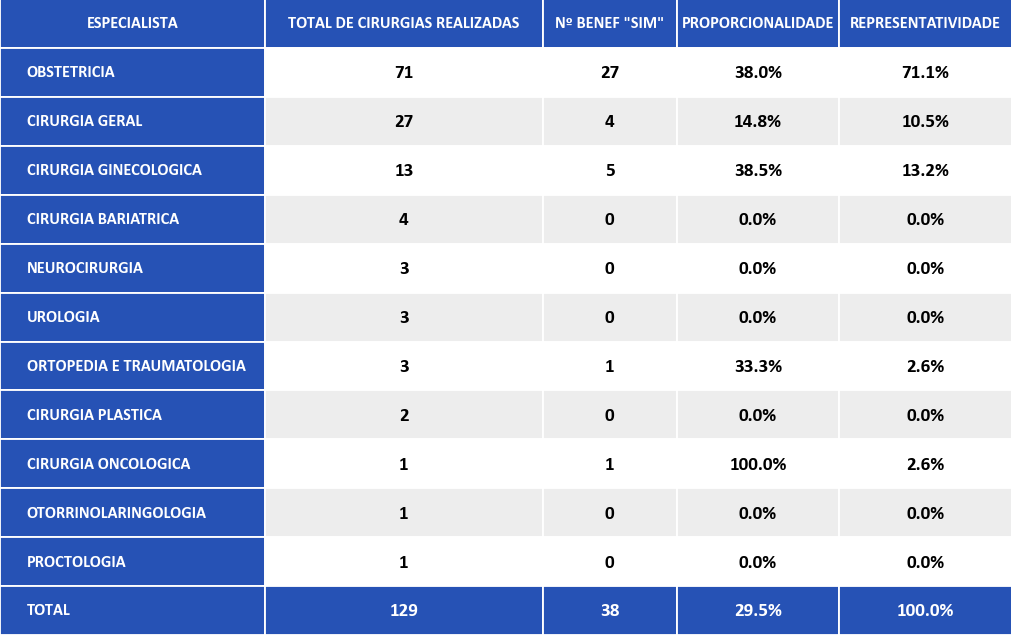 ESPECIALISTA TOTAL DE CIRURGIAS REALIZADAS Nº BENEF "SIM" PROPORCIONALIDADE REPRESENTATIVIDADE
OBSTETRICIA 71 27 38.0% 71.1%
CIRURGIA GERAL 27 4 14.8% 10.5%
CIRURGIA GINECOLOGICA 13 5 38.5% 13.2%
CIRURGIA BARIATRICA 4 0 0.0% 0.0%
NEUROCIRURGIA 3 0 0.0% 0.0%
UROLOGIA 3 0 0.0% 0.0%
ORTOPEDIA E TRAUMATOLOGIA 3 1 33.3% 2.6%
CIRURGIA PLASTICA 2 0 0.0% 0.0%
CIRURGIA ONCOLOGICA 1 1 100.0% 2.6%
OTORRINOLARINGOLOGIA 1 0 0.0% 0.0%
PROCTOLOGIA 1 0 0.0% 0.0%
TOTAL 129 38 29.5% 100.0%